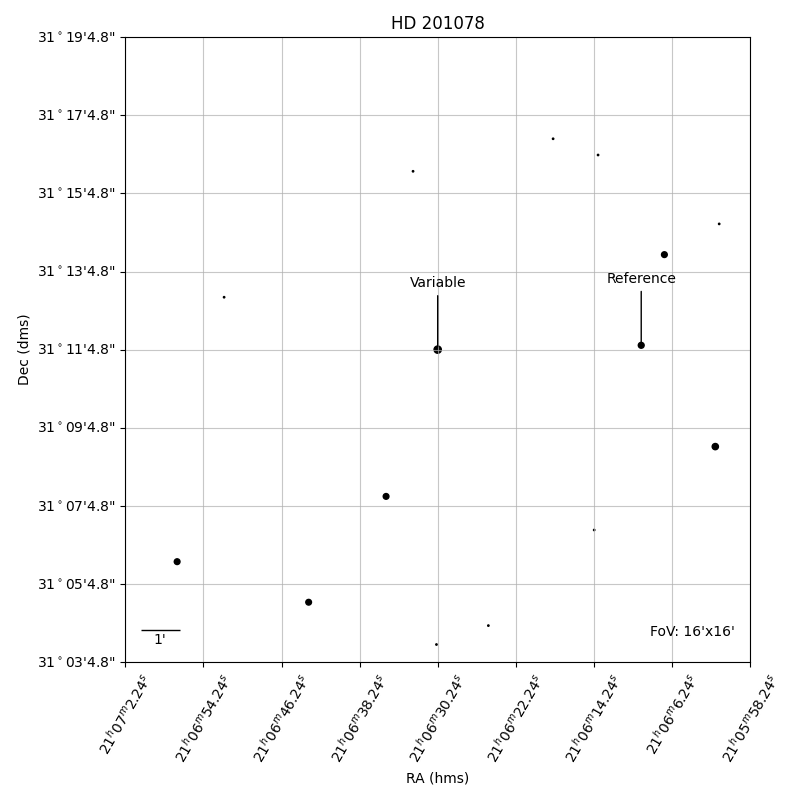 HD 201078
31°19'4.8"
31°17'4.8"
31°15'4.8"
31°13'4.8"
31°11'4.8"
31°09'4.8"
31°07'4.8"
31°05'4.8"
31°03'4.8"
Dec (dms)
Variable
Reference
1'
FoV: 16'x16'
21ʰ07ᵐ2.24ˢ
21ʰ06ᵐ54.24ˢ
21ʰ06ᵐ46.24ˢ
21ʰ06ᵐ38.24ˢ
21ʰ06ᵐ30.24ˢ
21ʰ06ᵐ22.24ˢ
21ʰ06ᵐ14.24ˢ
21ʰ06ᵐ6.24ˢ
21ʰ05ᵐ58.24ˢ
RA (hms)